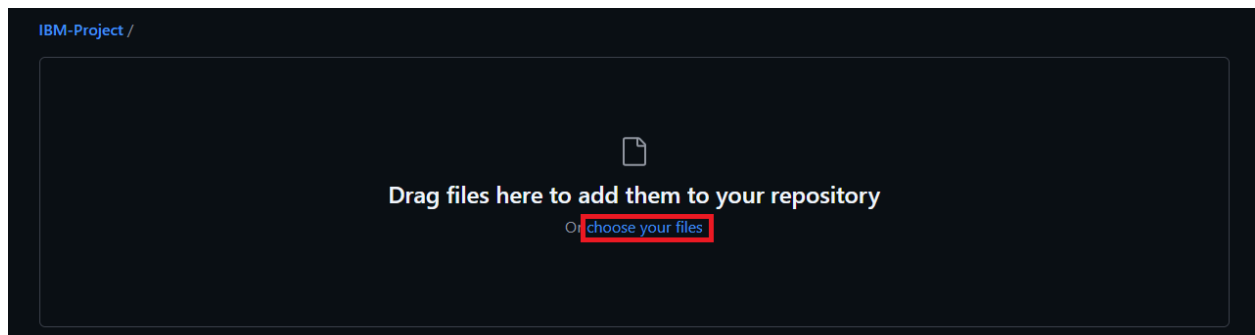 IBM-Project /
Drag files here to add them to your repository
Or choose your files